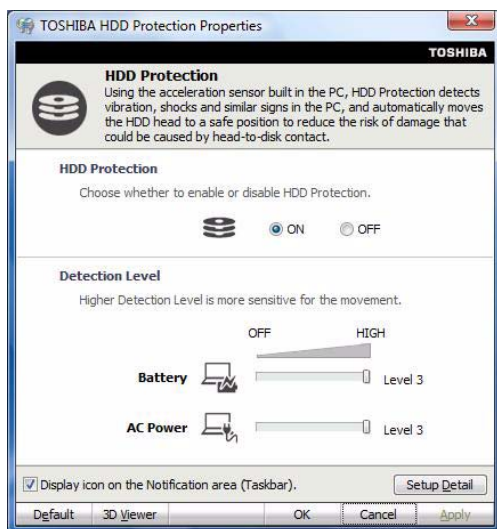 TOSHIBA HDD Protection Properties
TOSHIBA
HDD Protection
Using the acceleration sensor built in the PC, HDD Protection detects
vibration, shocks and similar signs in the PC, and automatically moves
the HDD head to a safe position to reduce the risk of damage that
could be caused by head-to-disk contact.
HDD Protection
Choose whether to enable or disable HDD Protection.
ON OFF
Detection Level
Higher Detection Level is more sensitive for the movement.
OFF HIGH
Battery Level 3
AC Power Level 3
Display icon on the Notification area (Taskbar). Setup Detail
Default 3D Viewer OK Cancel Apply